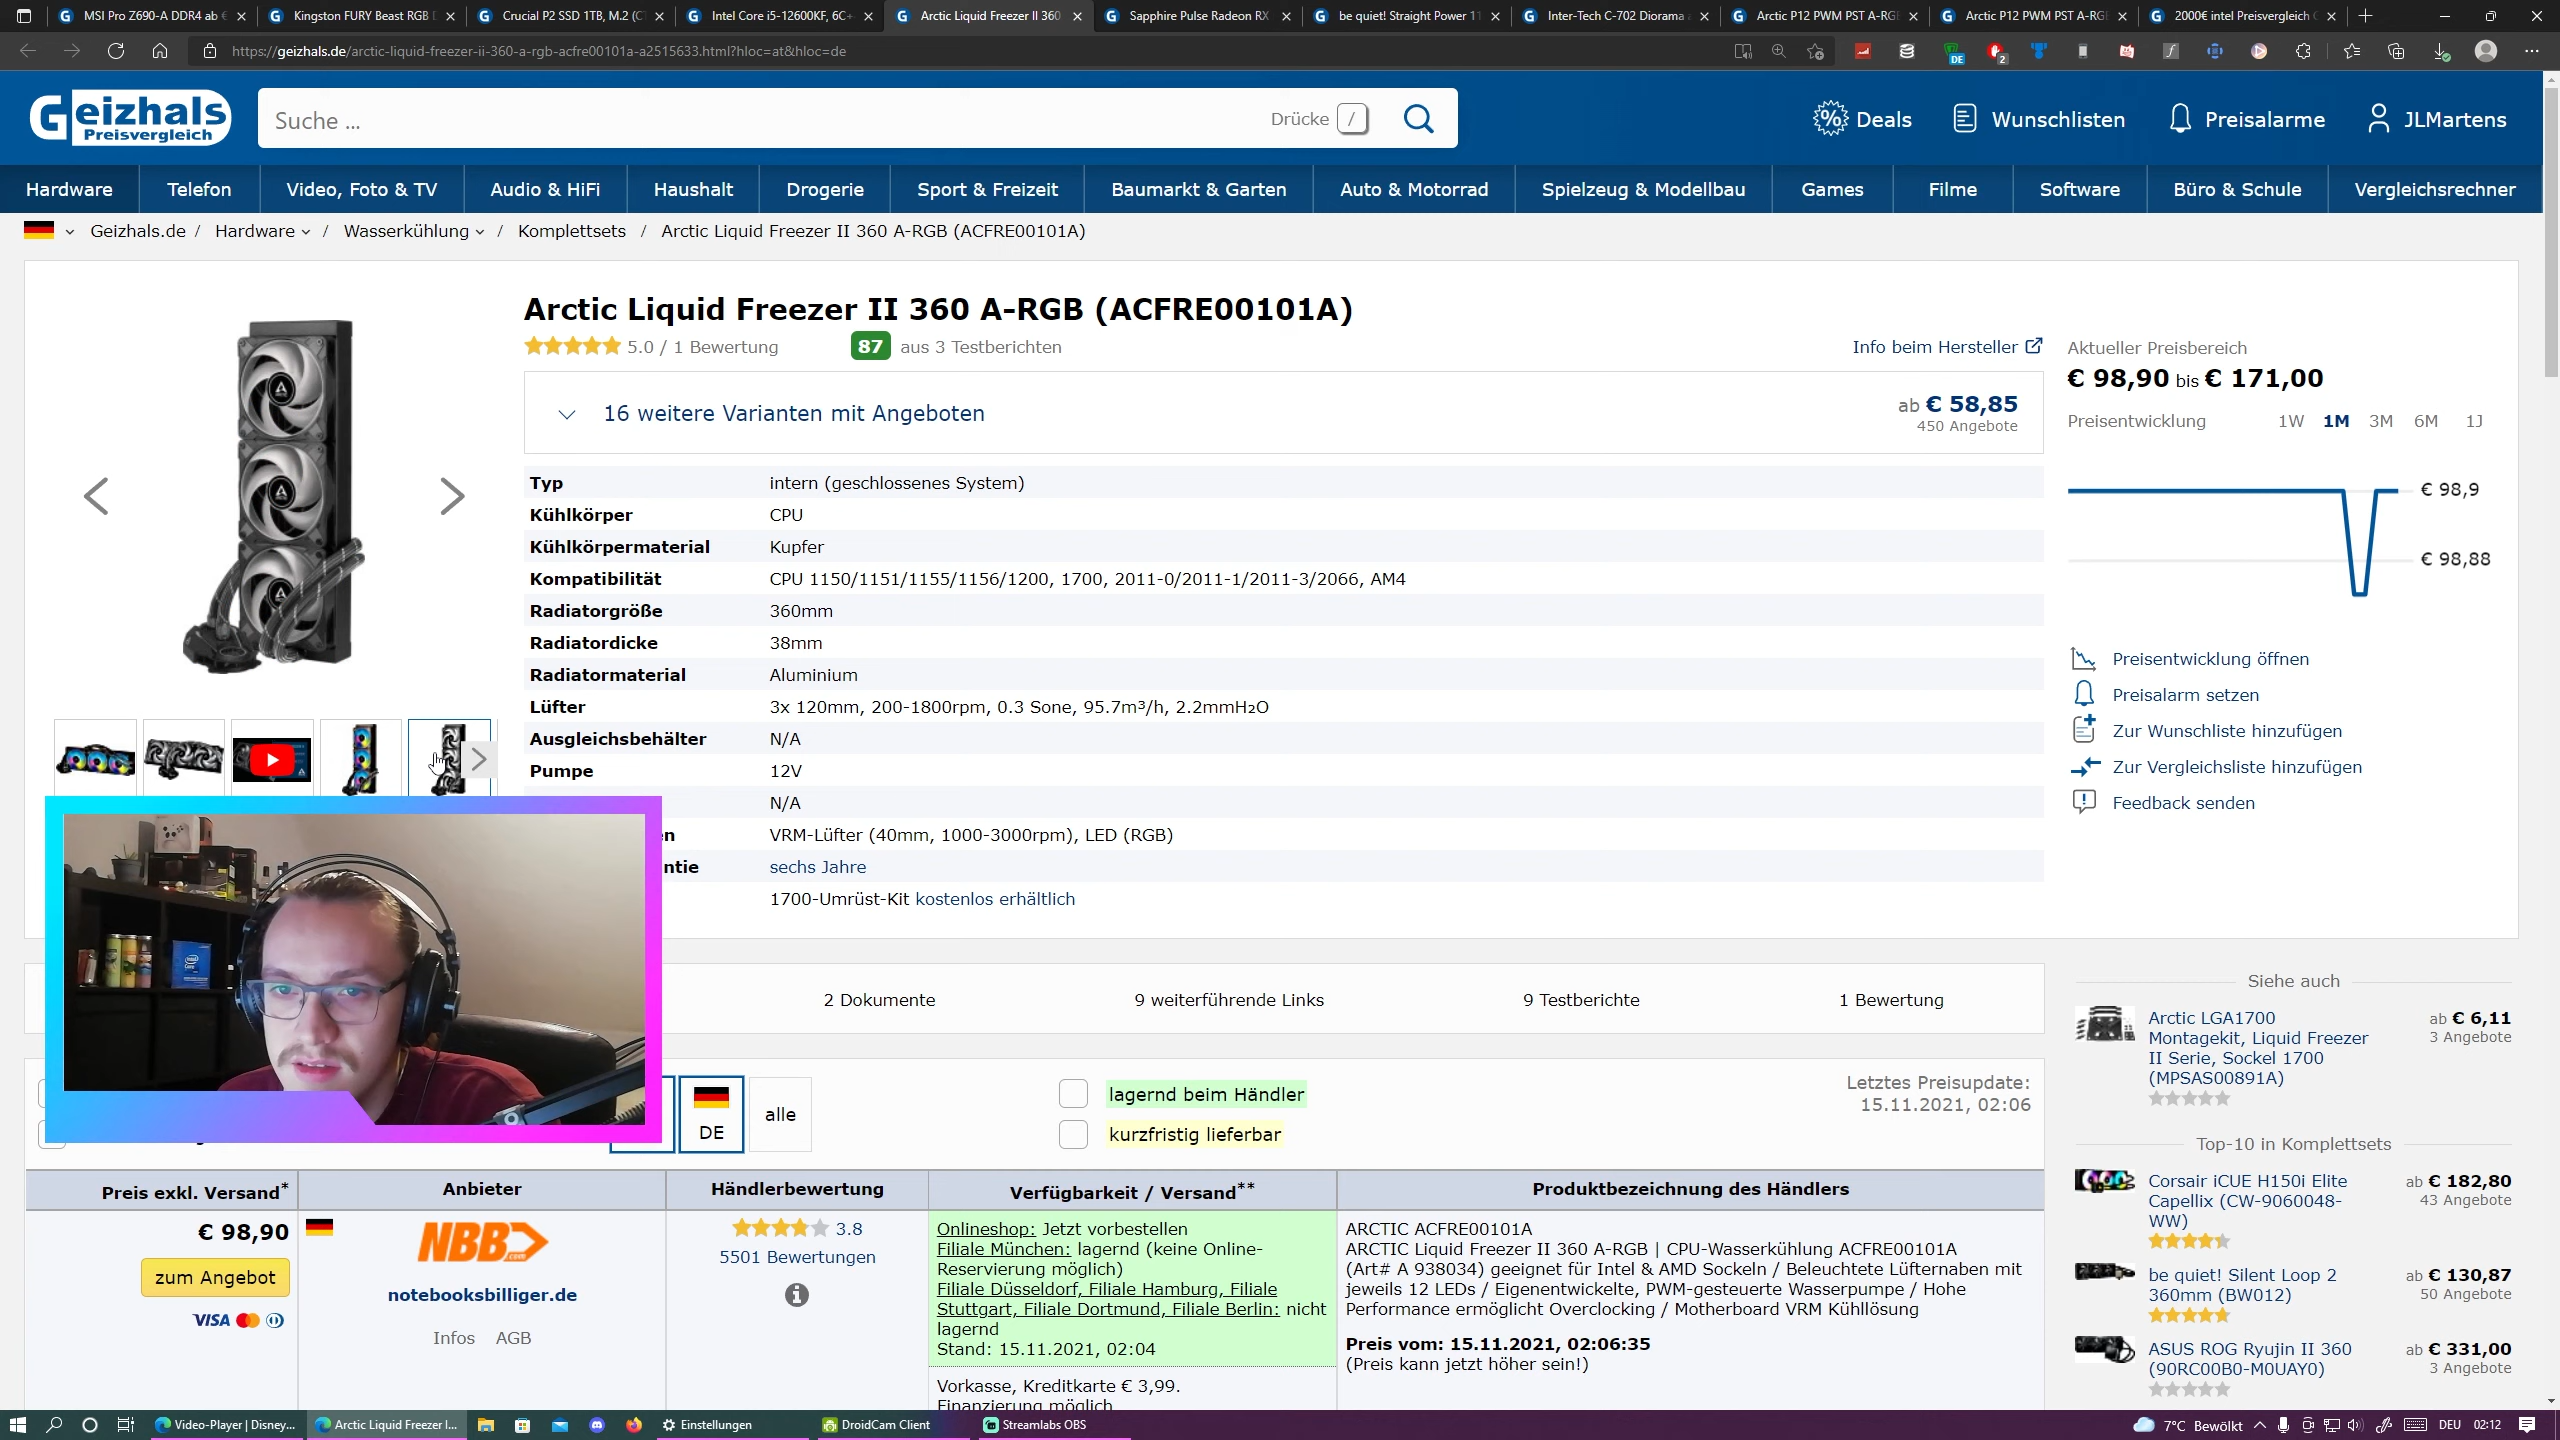 MSI Pro Z690-A DDR4 ab €
Kingston FURY Beast RGB D
Crucial P2 SSD 1TB, M.2 (CT
Intel Core i5-12600KF, 6C+
Arctic Liquid Freezer II 360
Sapphire Pulse Radeon RX
be quiet! Straight Power 11
Inter-Tech C-702 Diorama
Arctic P12 PWM PST A-RGB
Arctic P12 PWM PST A-RGB
2000€ intel Preisvergleich
https://geizhals.de/arctic-liquid-freezer-ii-360-a-rgb-acfre00101a-a2515633.html?hloc=at&hloc=de
DE
2
Geizhals
Preisvergleich
Suche ...
Drücke /
Deals
Wunschlisten
Preisalarme
JLMartens
Hardware
Telefon
Video, Foto & TV
Audio & HiFi
Haushalt
Drogerie
Sport & Freizeit
Baumarkt & Garten
Auto & Motorrad
Spielzeug & Modellbau
Games
Filme
Software
Büro & Schule
Vergleichsrechner
Geizhals.de / Hardware / Wasserkühlung / Komplettsets / Arctic Liquid Freezer II 360 A-RGB (ACFRE00101A)
Arctic Liquid Freezer II 360 A-RGB (ACFRE00101A)
5.0 / 1 Bewertung
87 aus 3 Testberichten
Info beim Hersteller
16 weitere Varianten mit Angeboten
ab € 58,85
450 Angebote
Typ intern (geschlossenes System)
Kühlkörper CPU
Kühlkörpermaterial Kupfer
Kompatibilität CPU 1150/1151/1155/1156/1200, 1700, 2011-0/2011-1/2011-3/2066, AM4
Radiatorgröße 360mm
Radiatordicke 38mm
Radiatormaterial Aluminium
Lüfter 3x 120mm, 200-1800rpm, 0.3 Sone, 95.7m³/h, 2.2mmH₂O
Ausgleichsbehälter N/A
Pumpe 12V
N/A
n VRM-Lüfter (40mm, 1000-3000rpm), LED (RGB)
ntie sechs Jahre
1700-Umrüst-Kit kostenlos erhältlich
Aktueller Preisbereich
€ 98,90 bis € 171,00
Preisentwicklung 1W 1M 3M 6M 1J
€ 98,9
€ 98,88
Preisentwicklung öffnen
Preisalarm setzen
Zur Wunschliste hinzufügen
Zur Vergleichsliste hinzufügen
Feedback senden
2 Dokumente
9 weiterführende Links
9 Testberichte
1 Bewertung
DE
alle
lagernd beim Händler
kurzfristig lieferbar
Letztes Preisupdate:
15.11.2021, 02:06
Preis exkl. Versand*
Anbieter
Händlerbewertung
Verfügbarkeit / Versand**
Produktbezeichnung des Händlers
€ 98,90
zum Angebot
VISA
NBB.com
notebooksbilliger.de
Infos AGB
3.8
5501 Bewertungen
Onlineshop: Jetzt vorbestellen
Filiale München: lagernd (keine Online-
Reservierung möglich)
Filiale Düsseldorf, Filiale Hamburg, Filiale
Stuttgart, Filiale Dortmund, Filiale Berlin: nicht
lagernd
Stand: 15.11.2021, 02:04
Vorkasse, Kreditkarte € 3,99.
Finanzierung möglich
ARCTIC ACFRE00101A
ARCTIC Liquid Freezer II 360 A-RGB | CPU-Wasserkühlung ACFRE00101A
(Art# A 938034) geeignet für Intel & AMD Sockeln / Beleuchtete Lüfternaben mit
jeweils 12 LEDs / Eigenentwickelte, PWM-gesteuerte Wasserpumpe / Hohe
Performance ermöglicht Overclocking / Motherboard VRM Kühllösung
Preis vom: 15.11.2021, 02:06:35
(Preis kann jetzt höher sein!)
Siehe auch
Arctic LGA1700
Montagekit, Liquid Freezer
II Serie, Sockel 1700
(MPSAS00891A)
ab € 6,11
3 Angebote
Top-10 in Komplettsets
Corsair iCUE H150i Elite
Capellix (CW-9060048-
WW)
ab € 182,80
43 Angebote
be quiet! Silent Loop 2
360mm (BW012)
ab € 130,87
50 Angebote
ASUS ROG Ryujin II 360
(90RC00B0-M0UAY0)
ab € 331,00
3 Angebote
Video-Player | Disney...
Arctic Liquid Freezer I...
Einstellungen
DroidCam Client
Streamlabs OBS
7°C Bewölkt
DEU
02:12